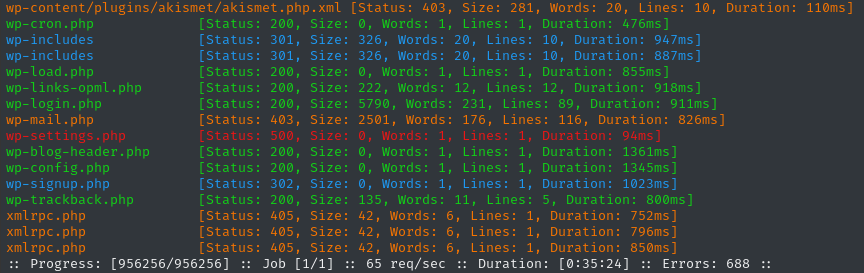 wp-content/plugins/akismet/akismet.php.xml [Status: 403, Size: 281, Words: 20, Lines: 10, Duration: 110ms]
wp-cron.php [Status: 200, Size: 0, Words: 1, Lines: 1, Duration: 476ms]
wp-includes [Status: 301, Size: 326, Words: 20, Lines: 10, Duration: 947ms]
wp-includes [Status: 301, Size: 326, Words: 20, Lines: 10, Duration: 887ms]
wp-load.php [Status: 200, Size: 0, Words: 1, Lines: 1, Duration: 855ms]
wp-links-opml.php [Status: 200, Size: 222, Words: 12, Lines: 12, Duration: 918ms]
wp-login.php [Status: 200, Size: 5790, Words: 231, Lines: 89, Duration: 911ms]
wp-mail.php [Status: 403, Size: 2501, Words: 176, Lines: 116, Duration: 826ms]
wp-settings.php [Status: 500, Size: 0, Words: 1, Lines: 1, Duration: 94ms]
wp-blog-header.php [Status: 200, Size: 0, Words: 1, Lines: 1, Duration: 1361ms]
wp-config.php [Status: 200, Size: 0, Words: 1, Lines: 1, Duration: 1345ms]
wp-signup.php [Status: 302, Size: 0, Words: 1, Lines: 1, Duration: 1023ms]
wp-trackback.php [Status: 200, Size: 135, Words: 11, Lines: 5, Duration: 800ms]
xmlrpc.php [Status: 405, Size: 42, Words: 6, Lines: 1, Duration: 752ms]
xmlrpc.php [Status: 405, Size: 42, Words: 6, Lines: 1, Duration: 796ms]
xmlrpc.php [Status: 405, Size: 42, Words: 6, Lines: 1, Duration: 850ms]
:: Progress: [956256/956256] :: Job [1/1] :: 65 req/sec :: Duration: [0:35:24] :: Errors: 688 ::